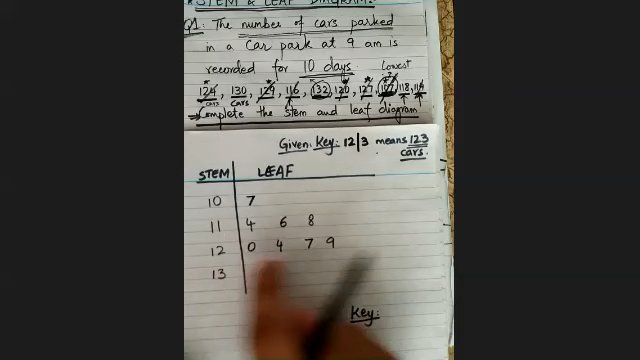 STEM & LEAF DIAGRAM:
Q1: The number of cars parked
in a car park at 9 am is
recorded for 10 days Lowest
124, 130, 129, 116, 132, 120, 127, 107, 118, 114
cars cars
Complete the stem and leaf diagram
Given: Key: 12|3 means 123
cars.
STEM LEAF
10 7
11 4 6 8
12 0 4 7 9
13
Key: